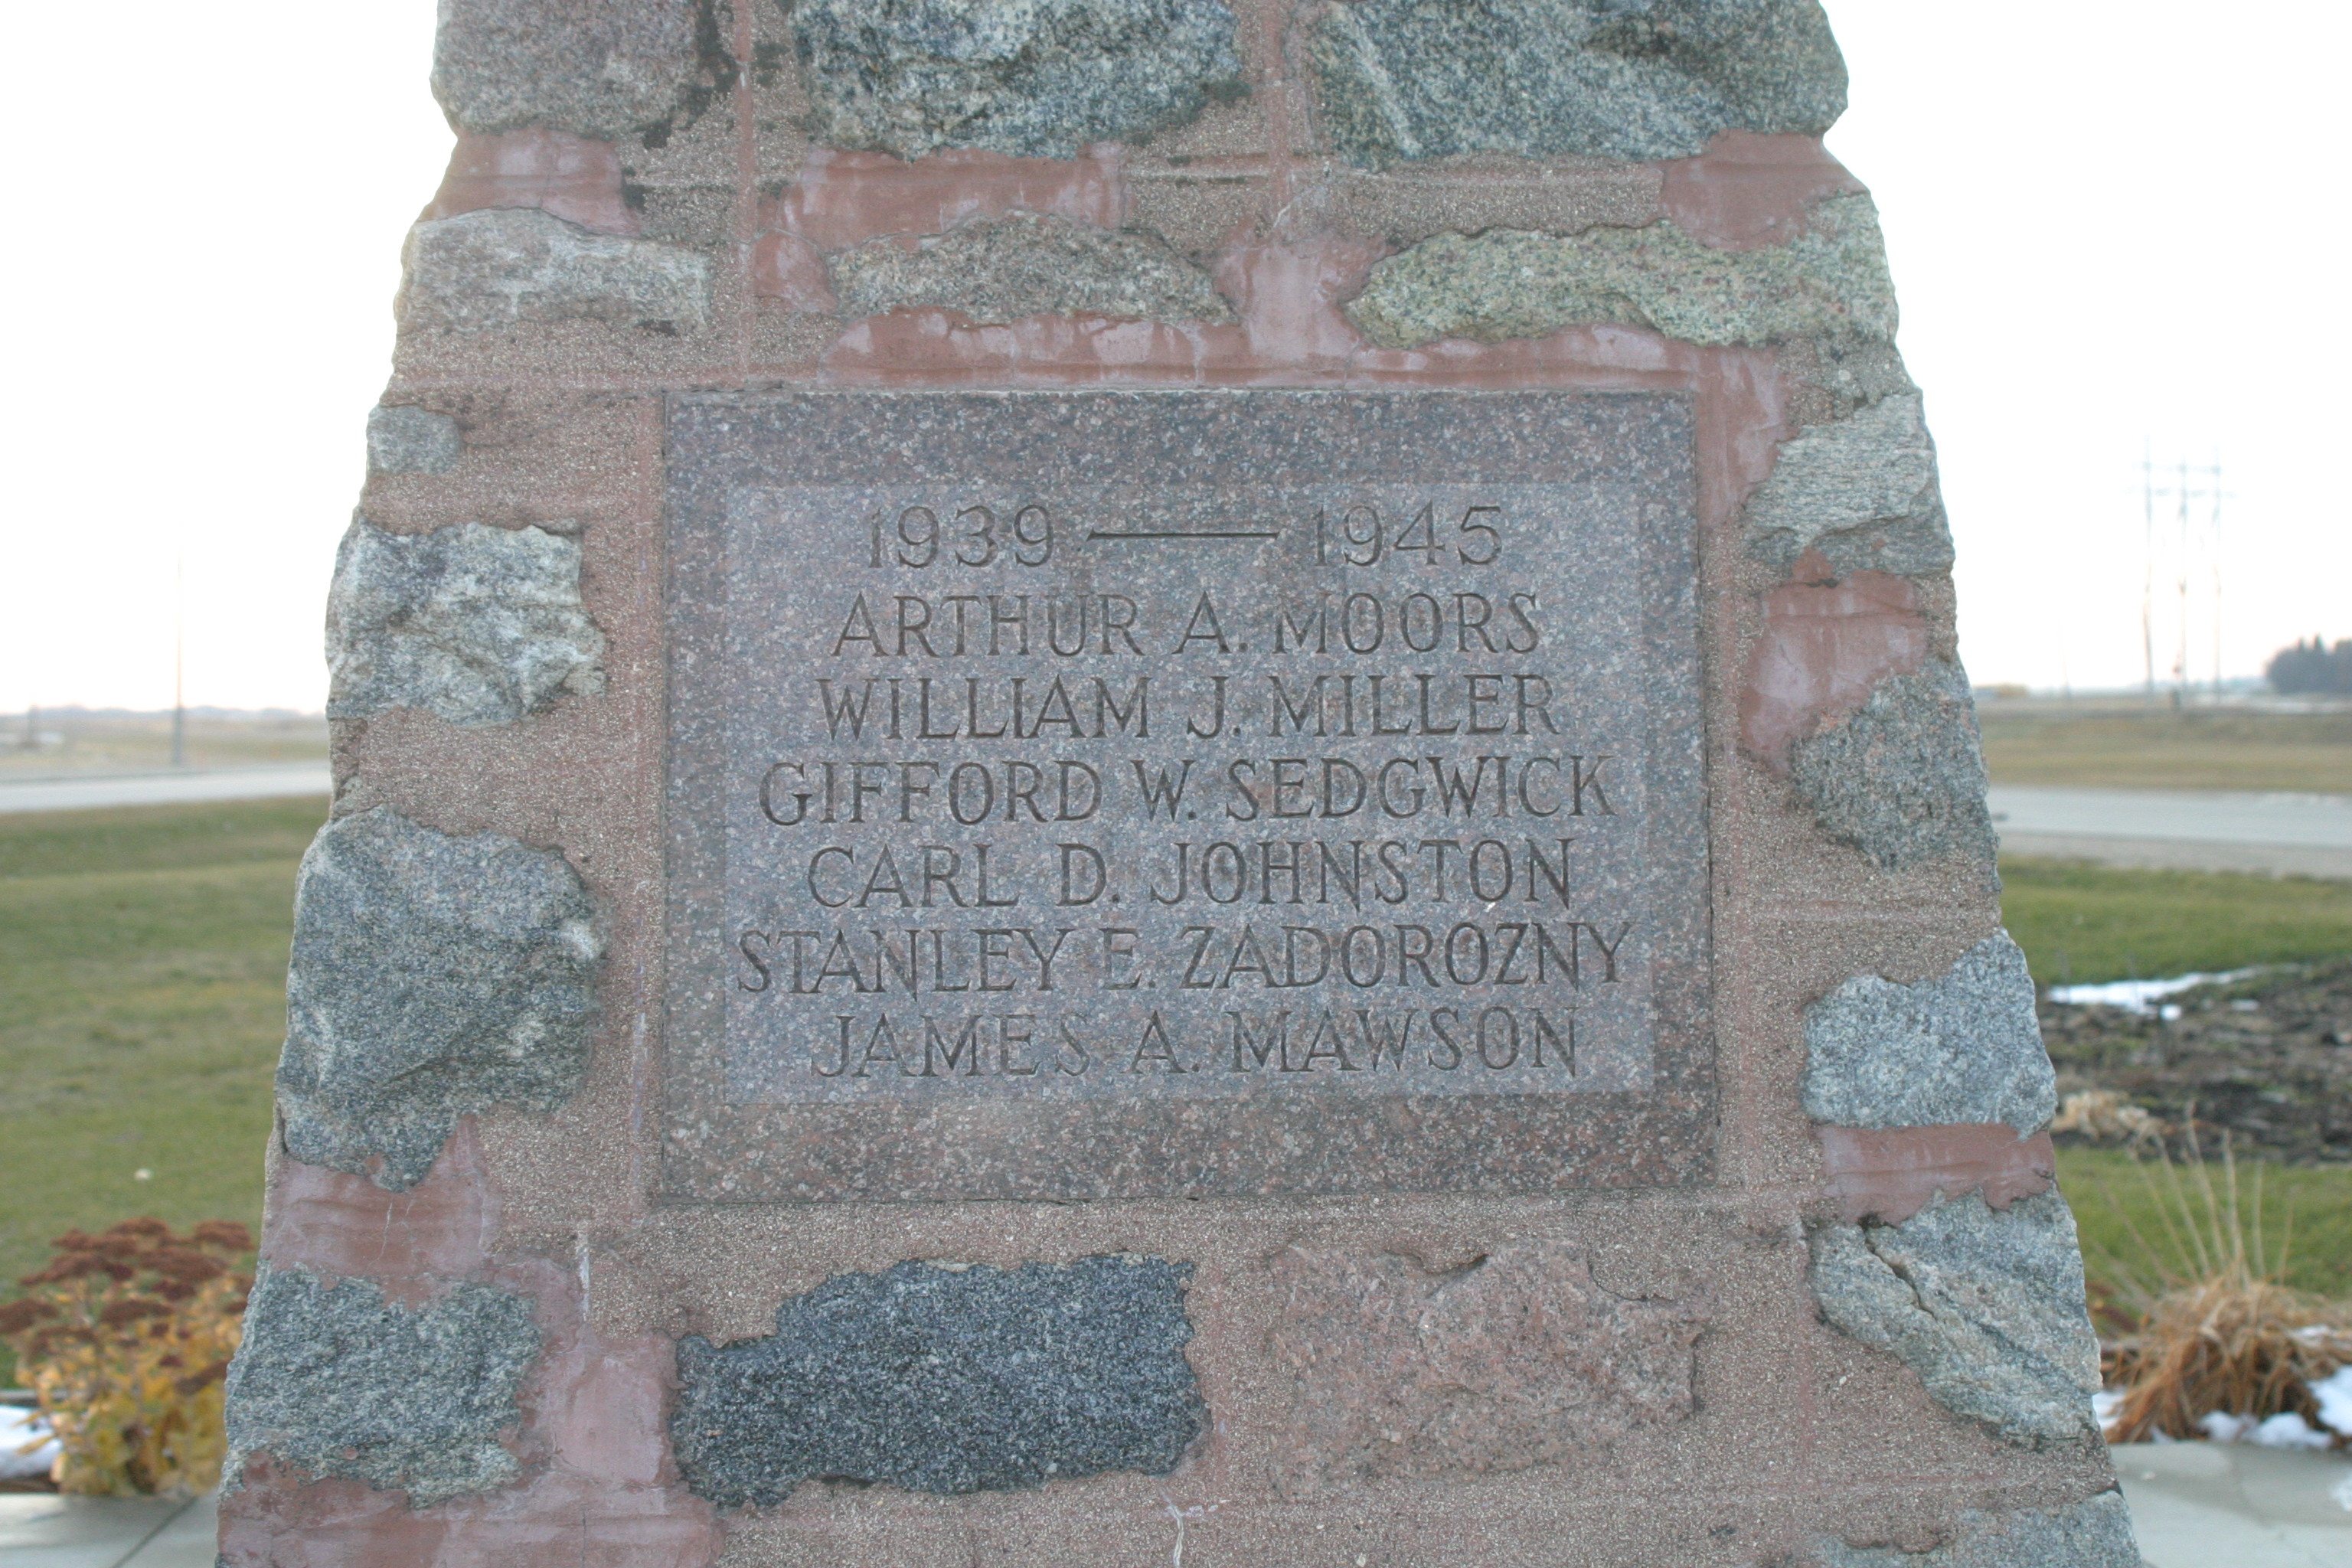 1939 — 1945
ARTHUR A. MOORS
WILLIAM J. MILLER
GIFFORD W. SEDGWICK
CARL D. JOHNSTON
STANLEY E. ZADOROZNY
JAMES A. MAWSON